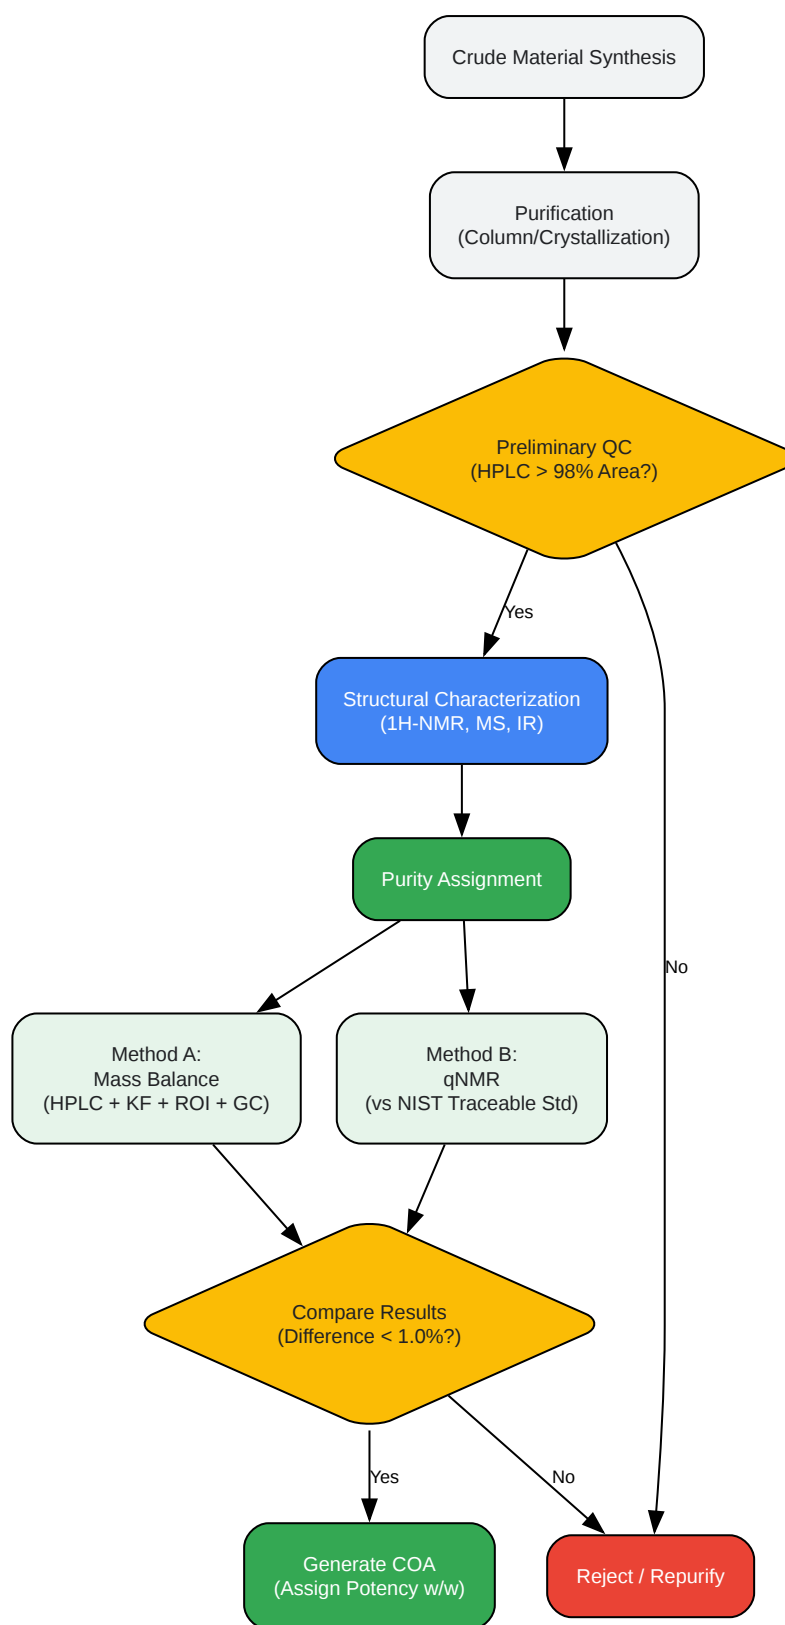 Crude Material Synthesis
Purification
(Column/Crystallization)
Preliminary QC
(HPLC > 98% Area?)
Yes
Structural Characterization
(1H-NMR, MS, IR)
Purity Assignment
No
Method A:
Mass Balance
(HPLC + KF + ROI + GC)
Method B:
qNMR
(vs NIST Traceable Std)
Compare Results
(Difference < 1.0%?)
Yes
No
Generate COA
(Assign Potency w/w)
Reject / Repurify